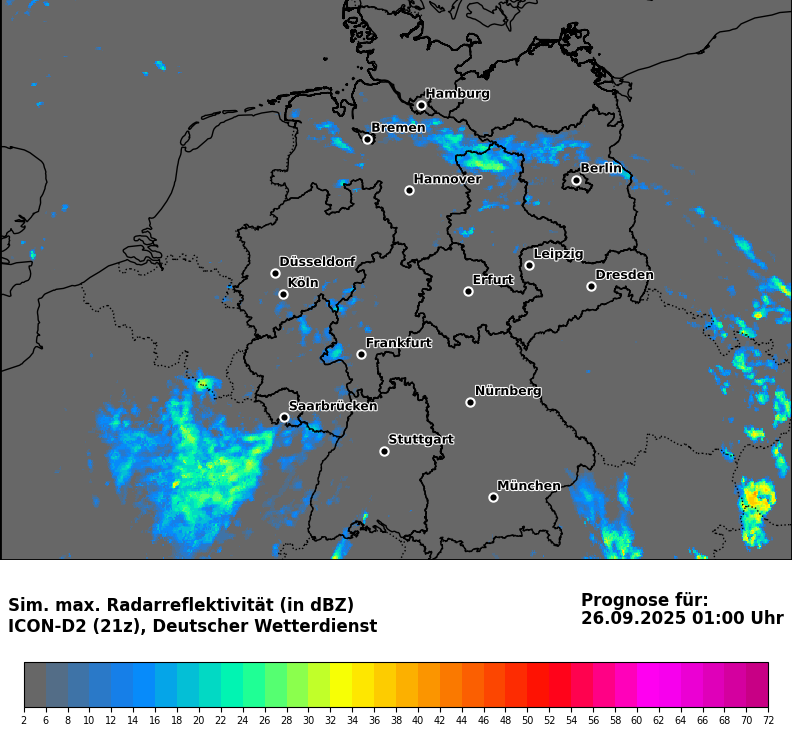 Hamburg
Bremen
Berlin
Hannover
Leipzig
Düsseldorf
Dresden
Köln
Erfurt
Frankfurt
Nürnberg
Saarbrücken
Stuttgart
München
Sim. max. Radarreflektivität (in dBZ)
ICON-D2 (21z), Deutscher Wetterdienst
Prognose für:
26.09.2025 01:00 Uhr
2 6 8 10 12 14 16 18 20 22 24 26 28 30 32 34 36 38 40 42 44 46 48 50 52 54 56 58 60 62 64 66 68 70 72